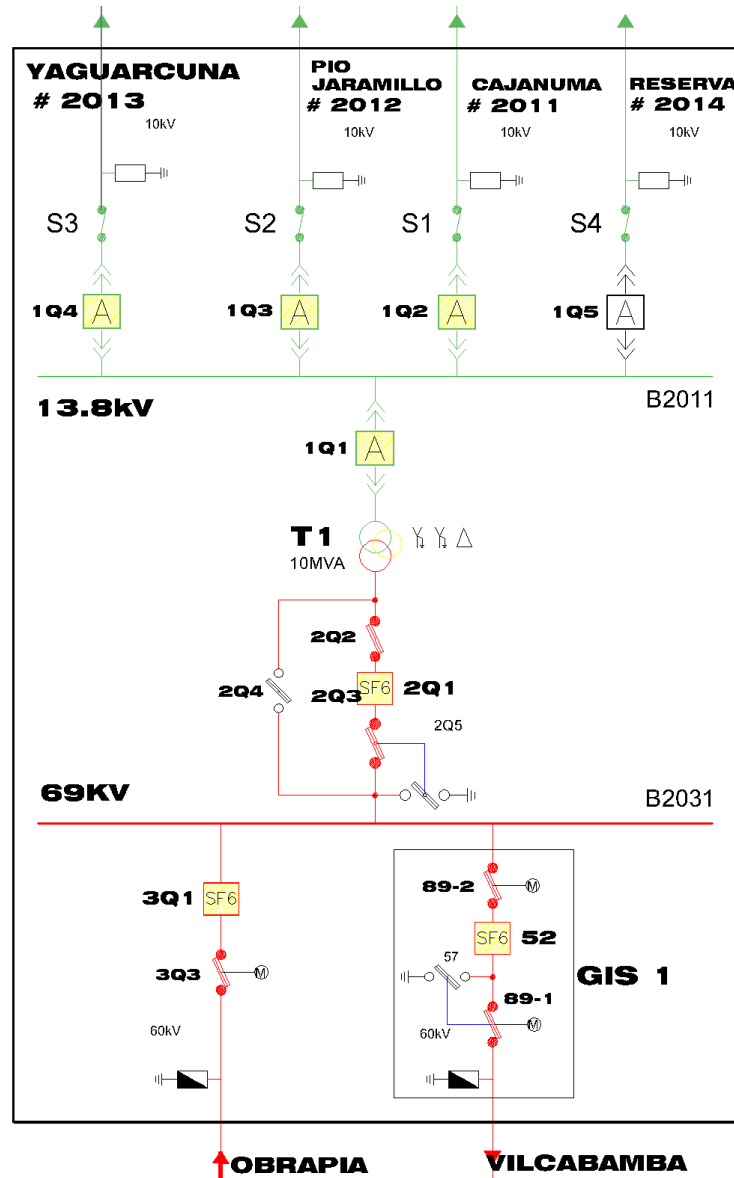 YAGUARCUNA
# 2013
PIO
JARAMILLO
# 2012
CAJANUMA
# 2011
RESERVA
# 2014
10kV
10kV
10kV
10kV
S3
S2
S1
S4
1Q4
A
1Q3
A
1Q2
A
1Q5
A
13.8kV
B2011
1Q1
A
T1
10MVA
2Q2
2Q4
2Q3
SF6
2Q1
2Q5
69KV
B2031
3Q1
SF6
89-2
M
SF6
52
3Q3
M
57
GIS 1
89-1
60kV
60kV
M
OBRAPIA
VILCABAMBA